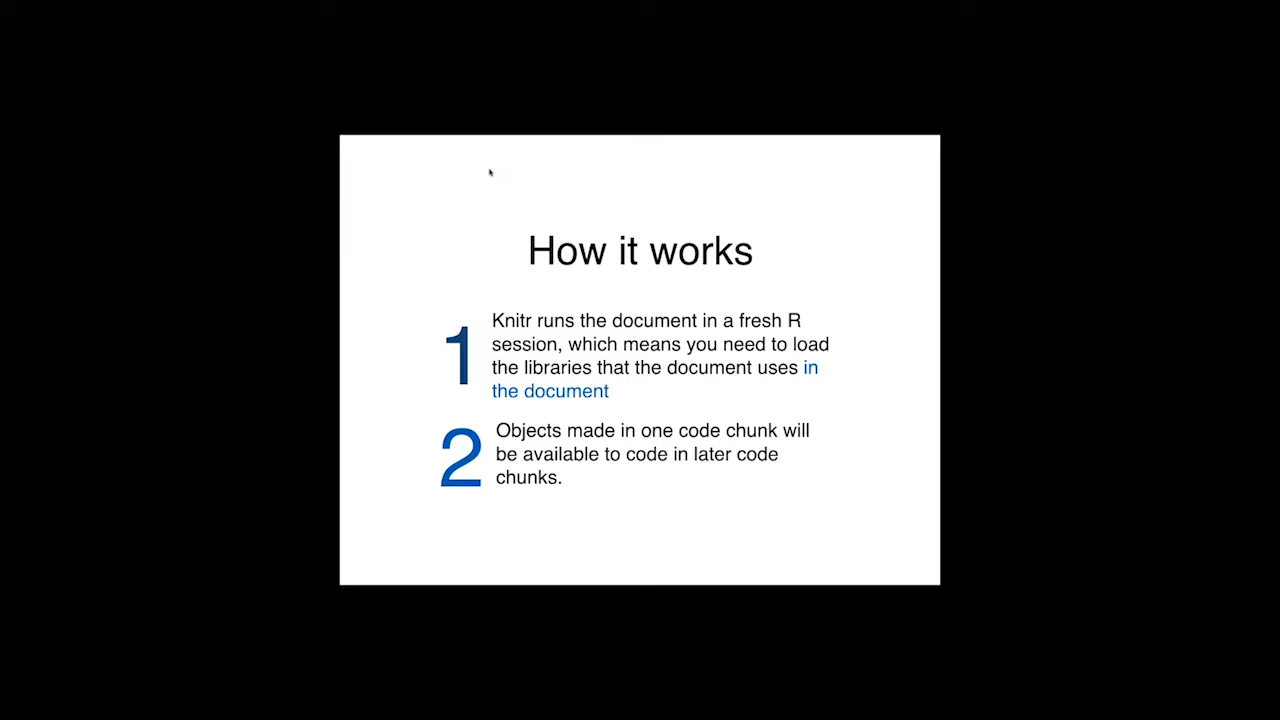 How it works
1
Knitr runs the document in a fresh R
session, which means you need to load
the libraries that the document uses in
the document
2
Objects made in one code chunk will
be available to code in later code
chunks.